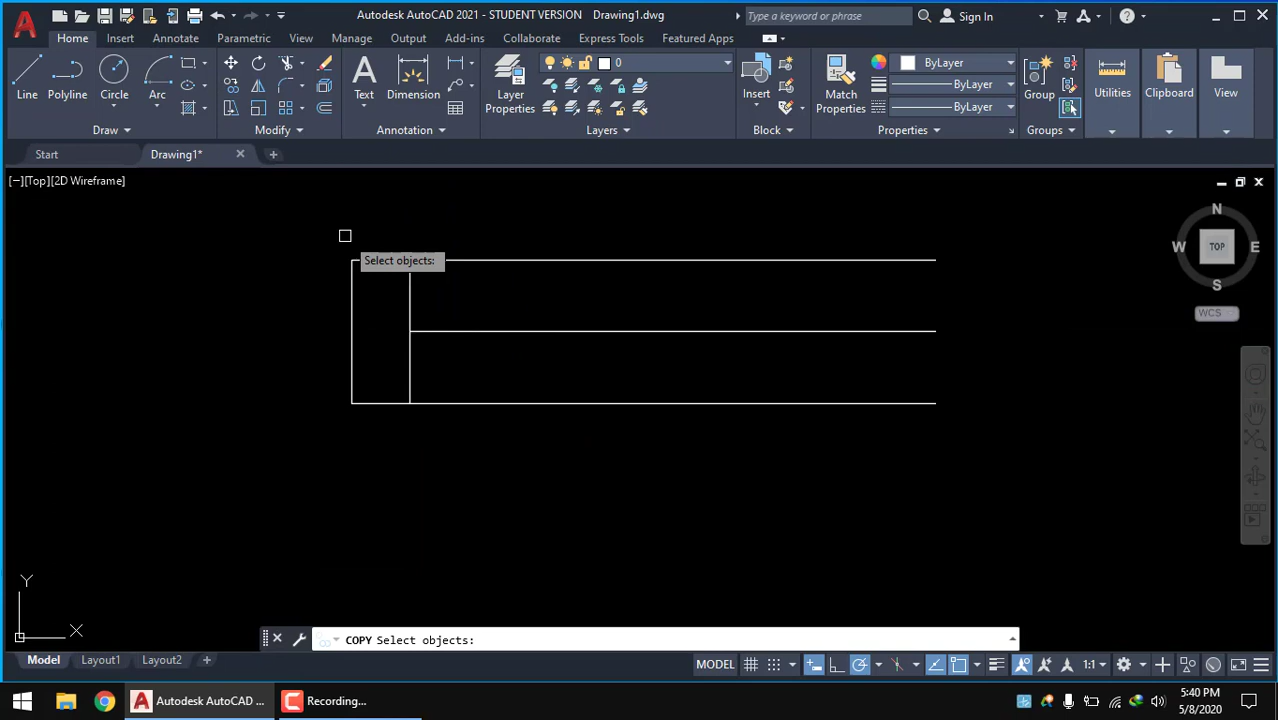 Autodesk AutoCAD 2021 - STUDENT VERSION Drawing1.dwg
Type a keyword or phrase
Sign In
Home Insert Annotate Parametric View Manage Output Add-ins Collaborate Express Tools Featured Apps
Line Polyline Circle Arc
Text Dimension
Layer Properties
0
Insert
Match Properties
ByLayer
ByLayer
ByLayer
Group
Utilities
Clipboard
View
Draw Modify Annotation Layers Block Properties Groups
Start Drawing1*
[−][Top][2D Wireframe]
N
W TOP E
S
WCS
Select objects:
Y
X
COPY Select objects:
Model Layout1 Layout2
MODEL
1:1
Autodesk AutoCAD ...
Recording...
5:40 PM
5/8/2020